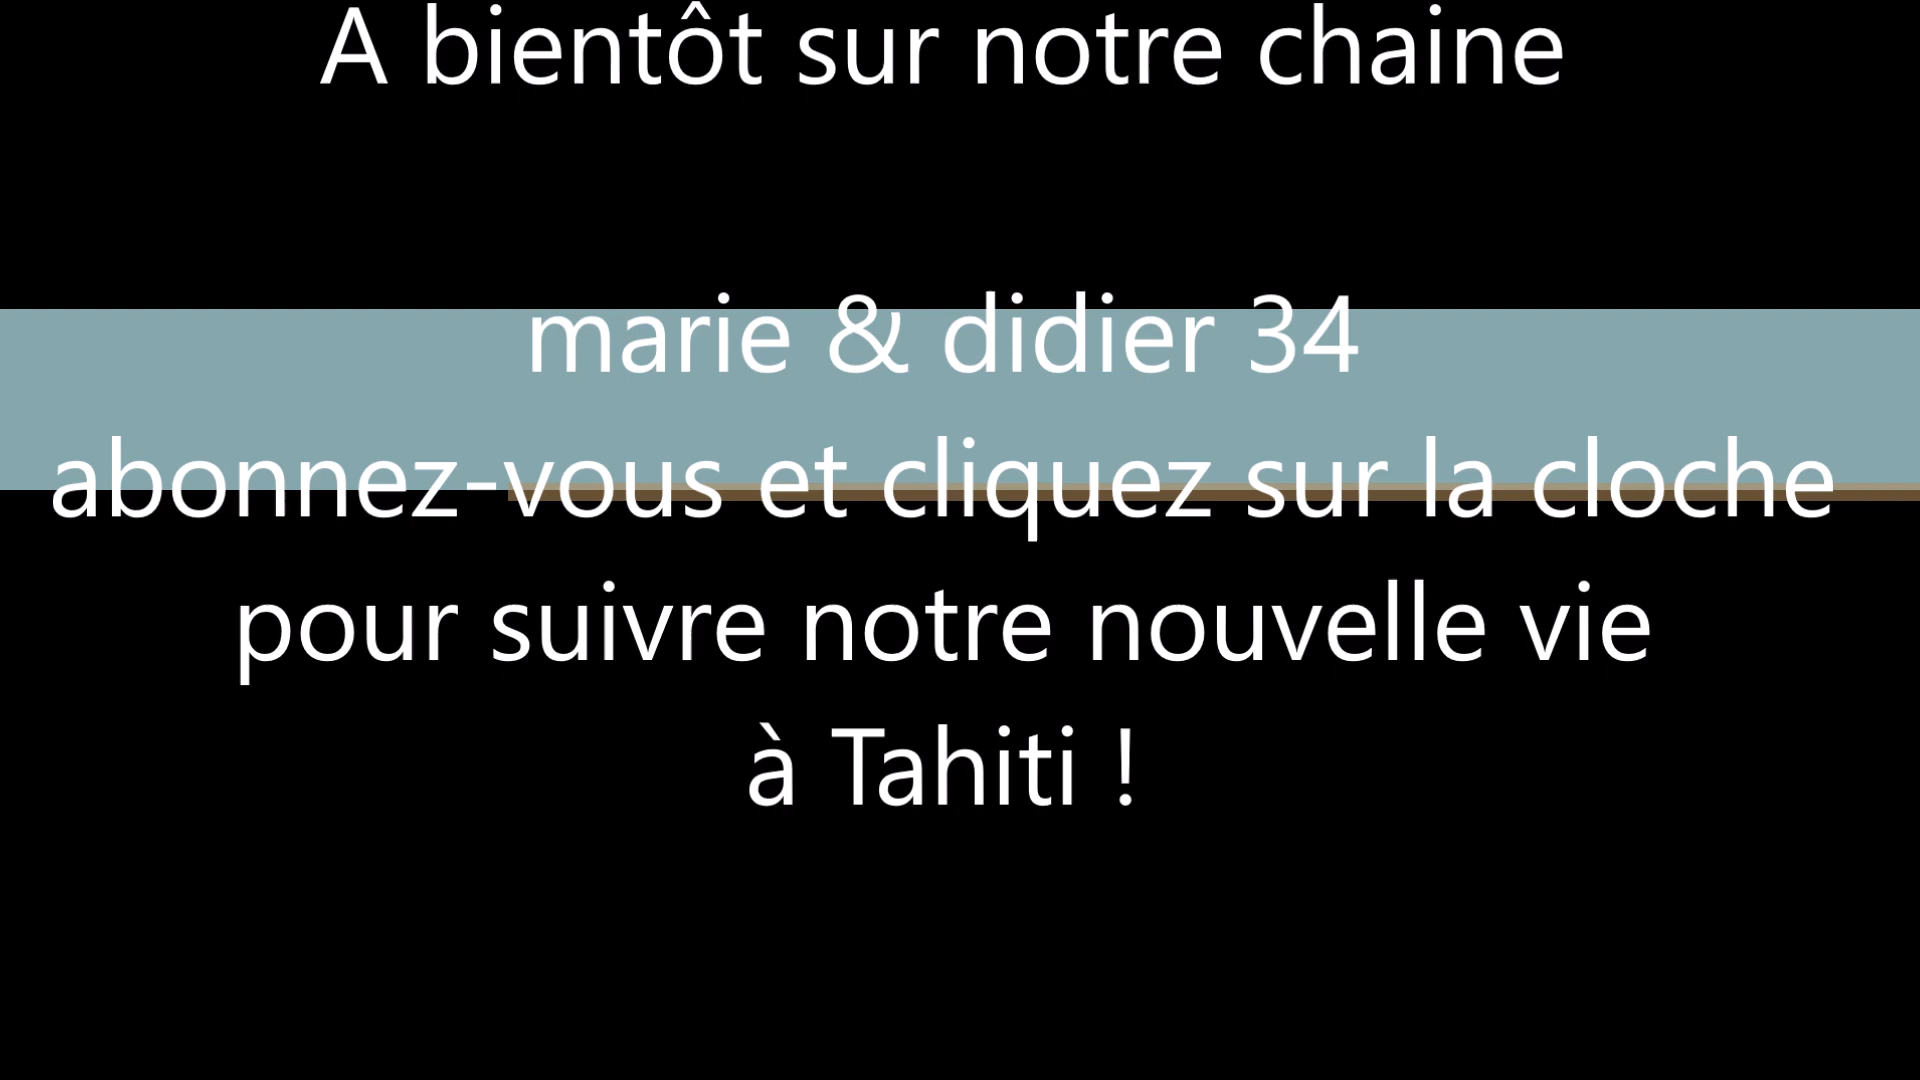 A bientôt sur notre chaine
marie & didier 34
abonnez-vous et cliquez sur la cloche
pour suivre notre nouvelle vie
à Tahiti !